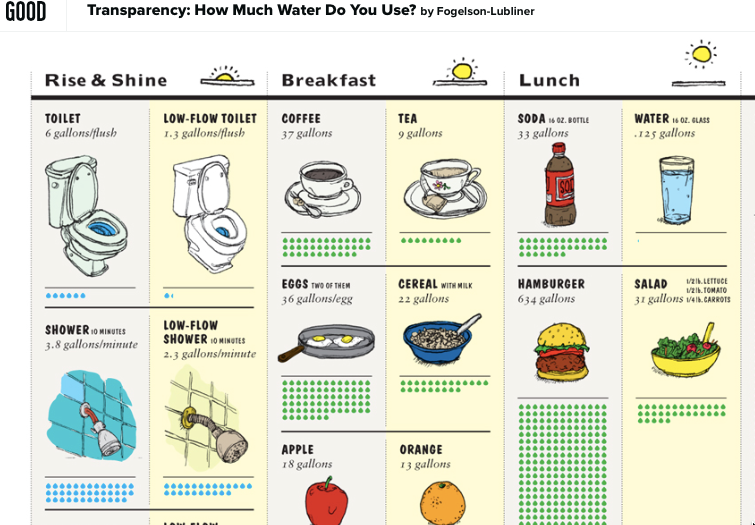 GOOD
Transparency: How Much Water Do You Use? by Fogelson-Lubliner
Rise & Shine
Breakfast
Lunch
TOILET
6 gallons/flush
LOW-FLOW TOILET
1.3 gallons/flush
COFFEE
37 gallons
TEA
9 gallons
SODA 16 OZ. BOTTLE
33 gallons
WATER 16 OZ. GLASS
.125 gallons
SODA
EGGS TWO OF THEM
36 gallons/egg
CEREAL WITH MILK
22 gallons
HAMBURGER
634 gallons
SALAD
31 gallons
1/2 lb. LETTUCE
1/2 lb. TOMATO
1/4 lb. CARROTS
SHOWER 10 MINUTES
3.8 gallons/minute
LOW-FLOW
SHOWER 10 MINUTES
2.3 gallons/minute
APPLE
18 gallons
ORANGE
13 gallons
LOW-FLOW